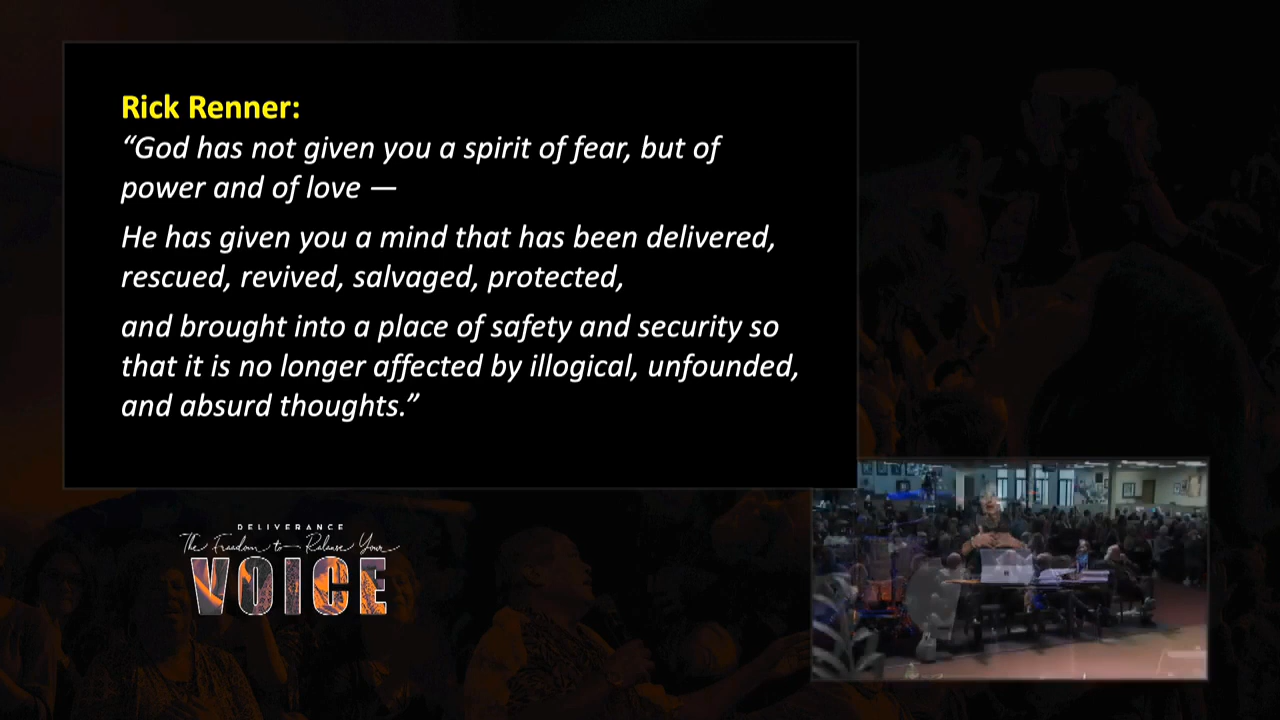 Rick Renner:
“God has not given you a spirit of fear, but of
power and of love —
He has given you a mind that has been delivered,
rescued, revived, salvaged, protected,
and brought into a place of safety and security so
that it is no longer affected by illogical, unfounded,
and absurd thoughts.”
DELIVERANCE
The Freedom to Release Your
VOICE